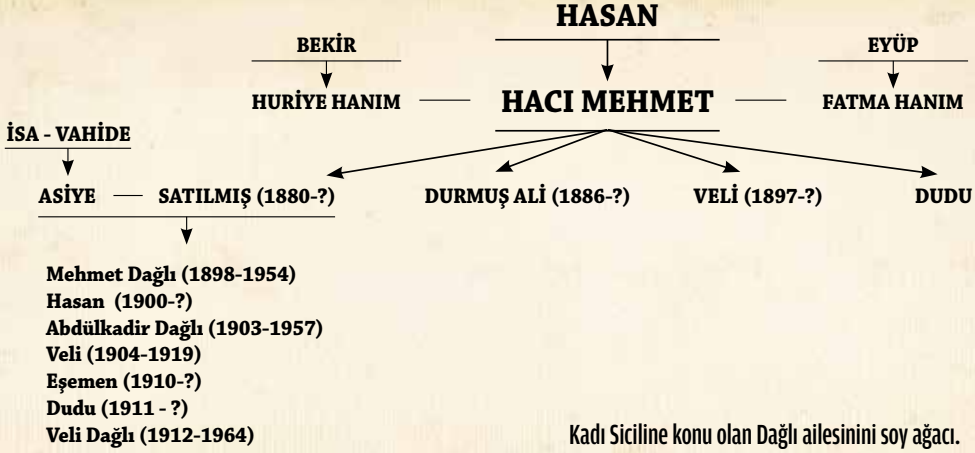 HASAN
BEKİR
EYÜP
HURİYE HANIM
HACI MEHMET
FATMA HANIM
İSA - VAHİDE
ASİYE
SATILMIŞ (1880-?)
DURMUŞ ALİ (1886-?)
VELİ (1897-?)
DUDU
Mehmet Dağlı (1898-1954)
Hasan (1900-?)
Abdülkadir Dağlı (1903-1957)
Veli (1904-1919)
Eşemen (1910-?)
Dudu (1911 - ?)
Veli Dağlı (1912-1964)
Kadı Siciline konu olan Dağlı ailesinini soy ağacı.